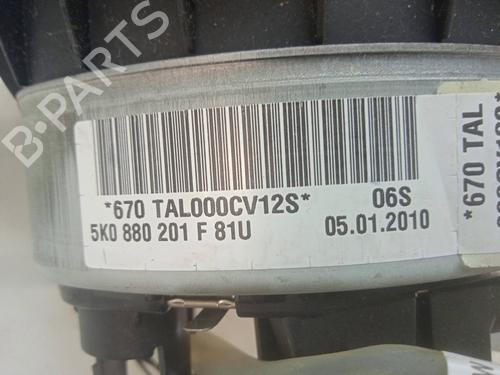 B-PARTS
*670 TAL000CV12S* 06S
5K0 880 201 F 81U 05.01.2010
*670 TAL